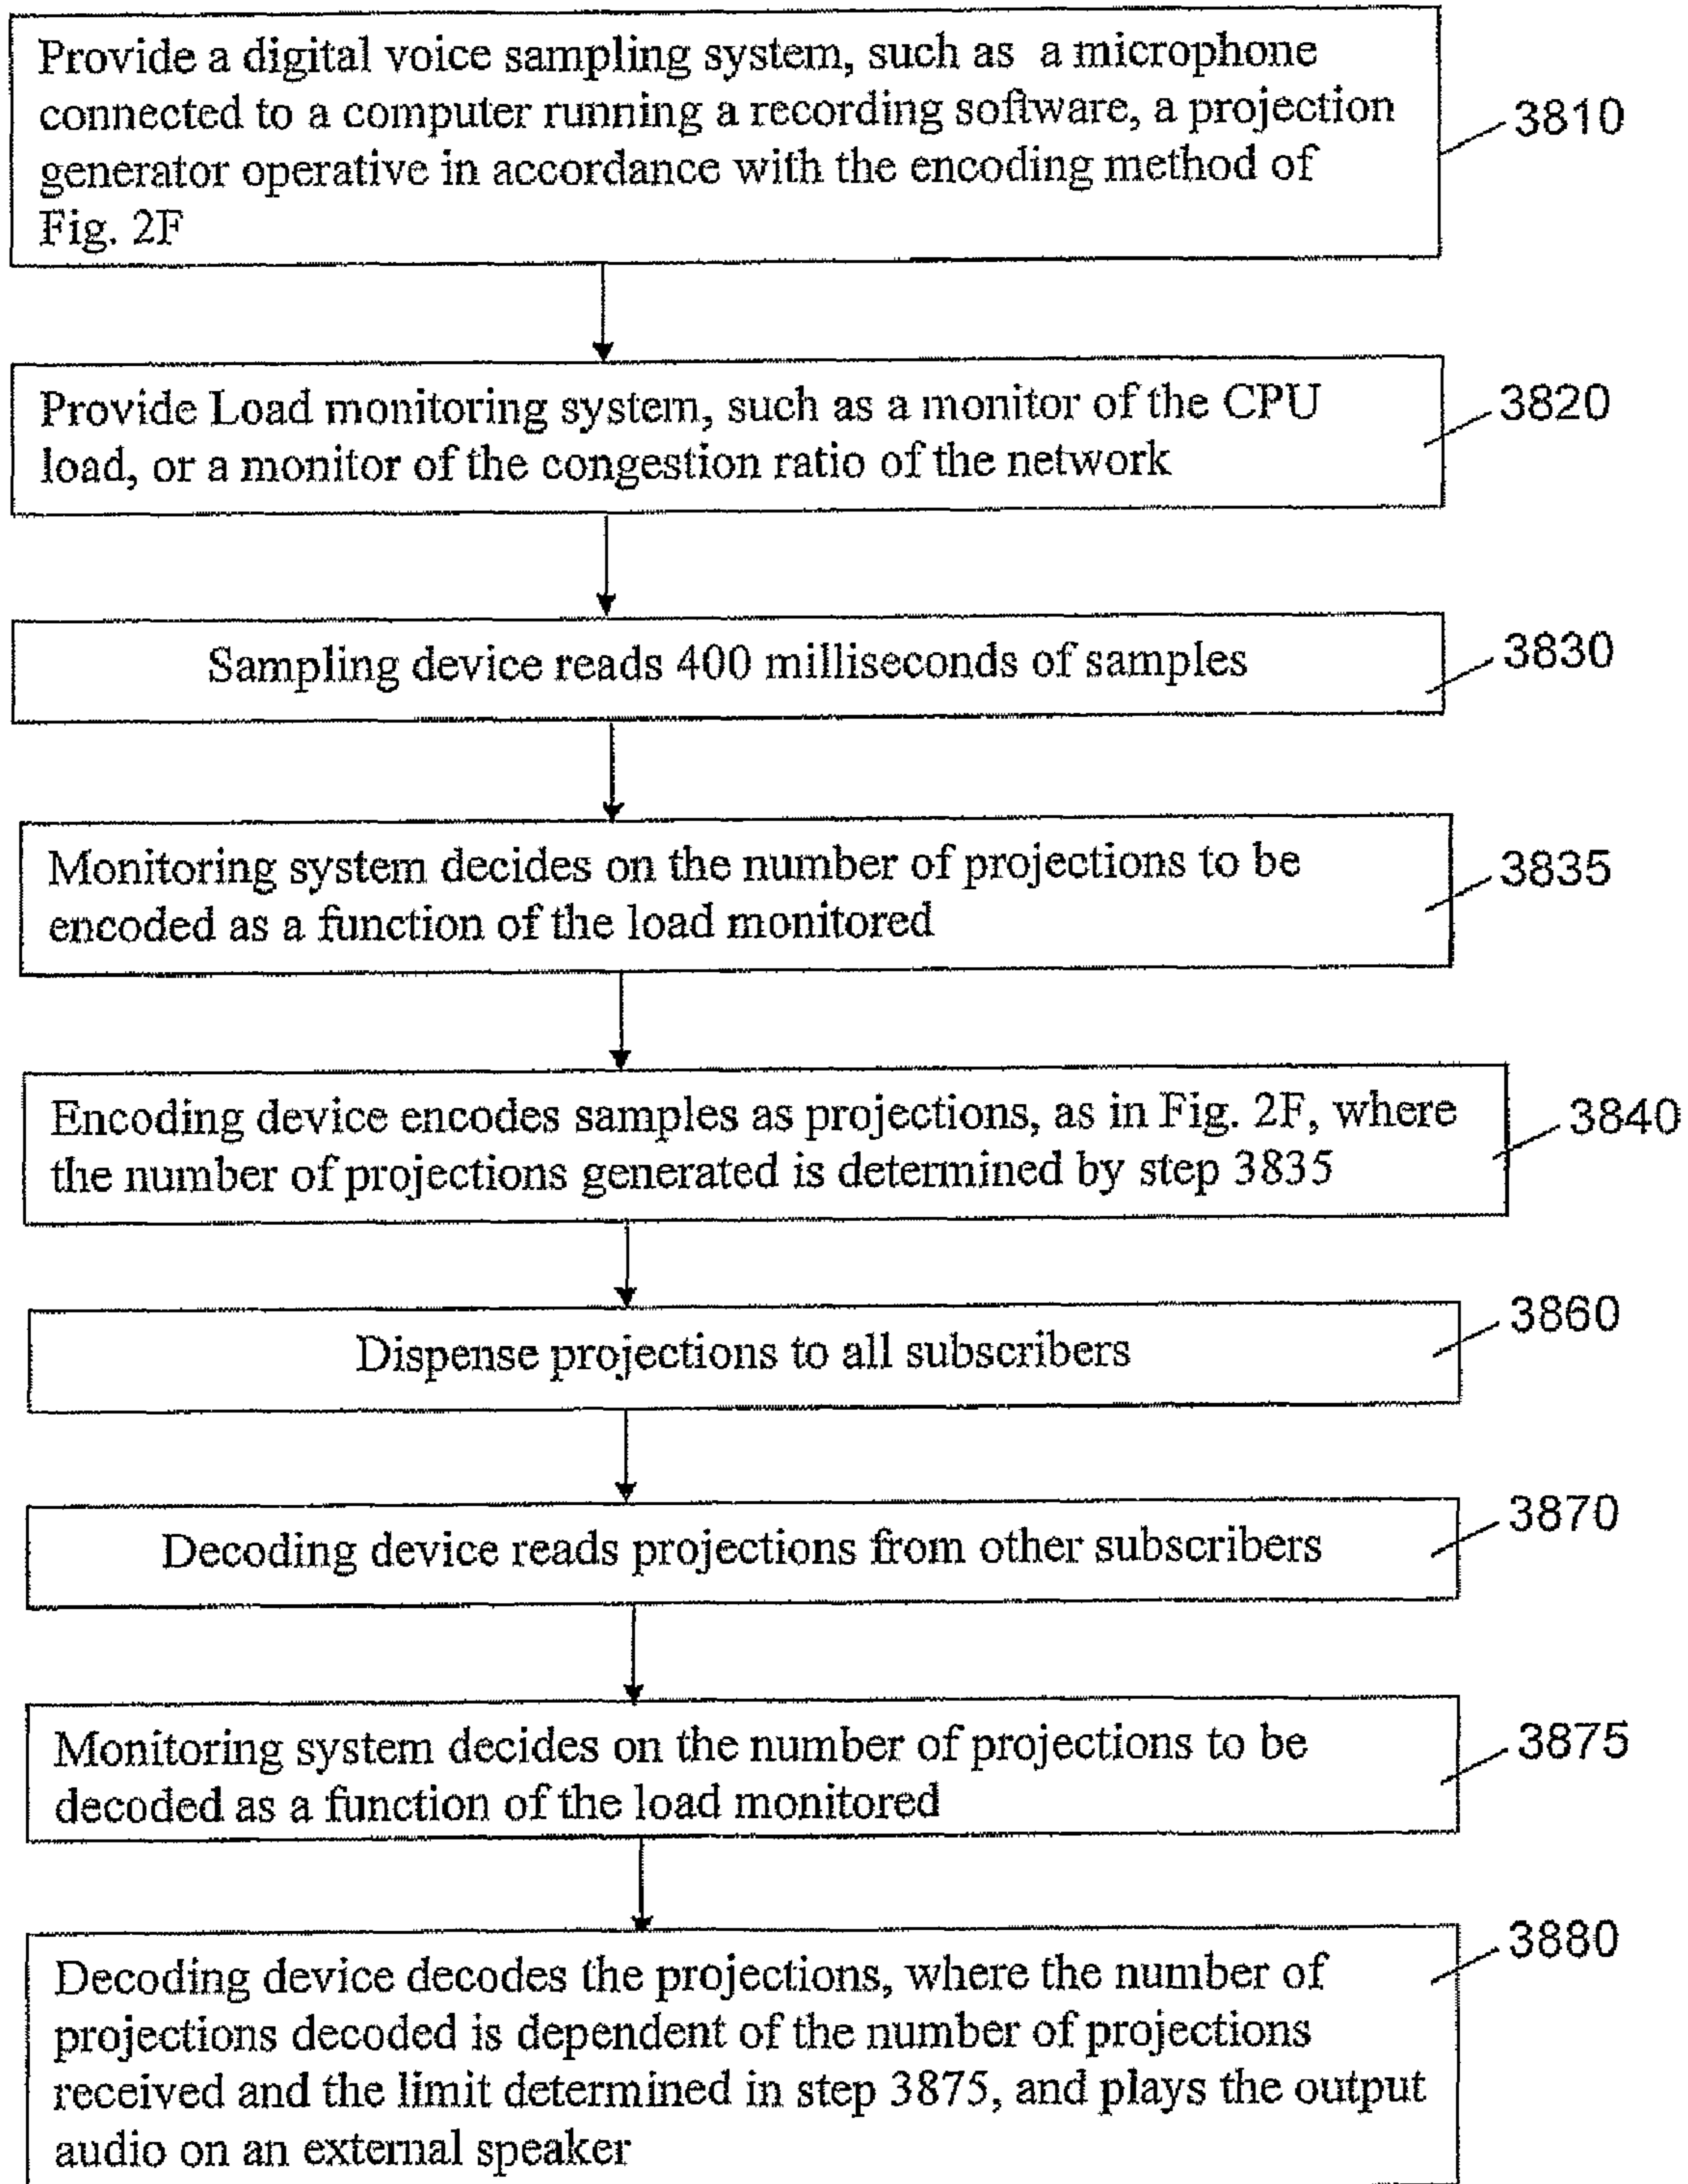 Provide a digital voice sampling system, such as a microphone
connected to a computer running a recording software, a projection
generator operative in accordance with the encoding method of
Fig. 2F
3810
Provide Load monitoring system, such as a monitor of the CPU
load, or a monitor of the congestion ratio of the network
3820
Sampling device reads 400 milliseconds of samples
3830
Monitoring system decides on the number of projections to be
encoded as a function of the load monitored
3835
Encoding device encodes samples as projections, as in Fig. 2F, where
the number of projections generated is determined by step 3835
3840
Dispense projections to all subscribers
3860
Decoding device reads projections from other subscribers
3870
Monitoring system decides on the number of projections to be
decoded as a function of the load monitored
3875
Decoding device decodes the projections, where the number of
projections decoded is dependent of the number of projections
received and the limit determined in step 3875, and plays the output
audio on an external speaker
3880